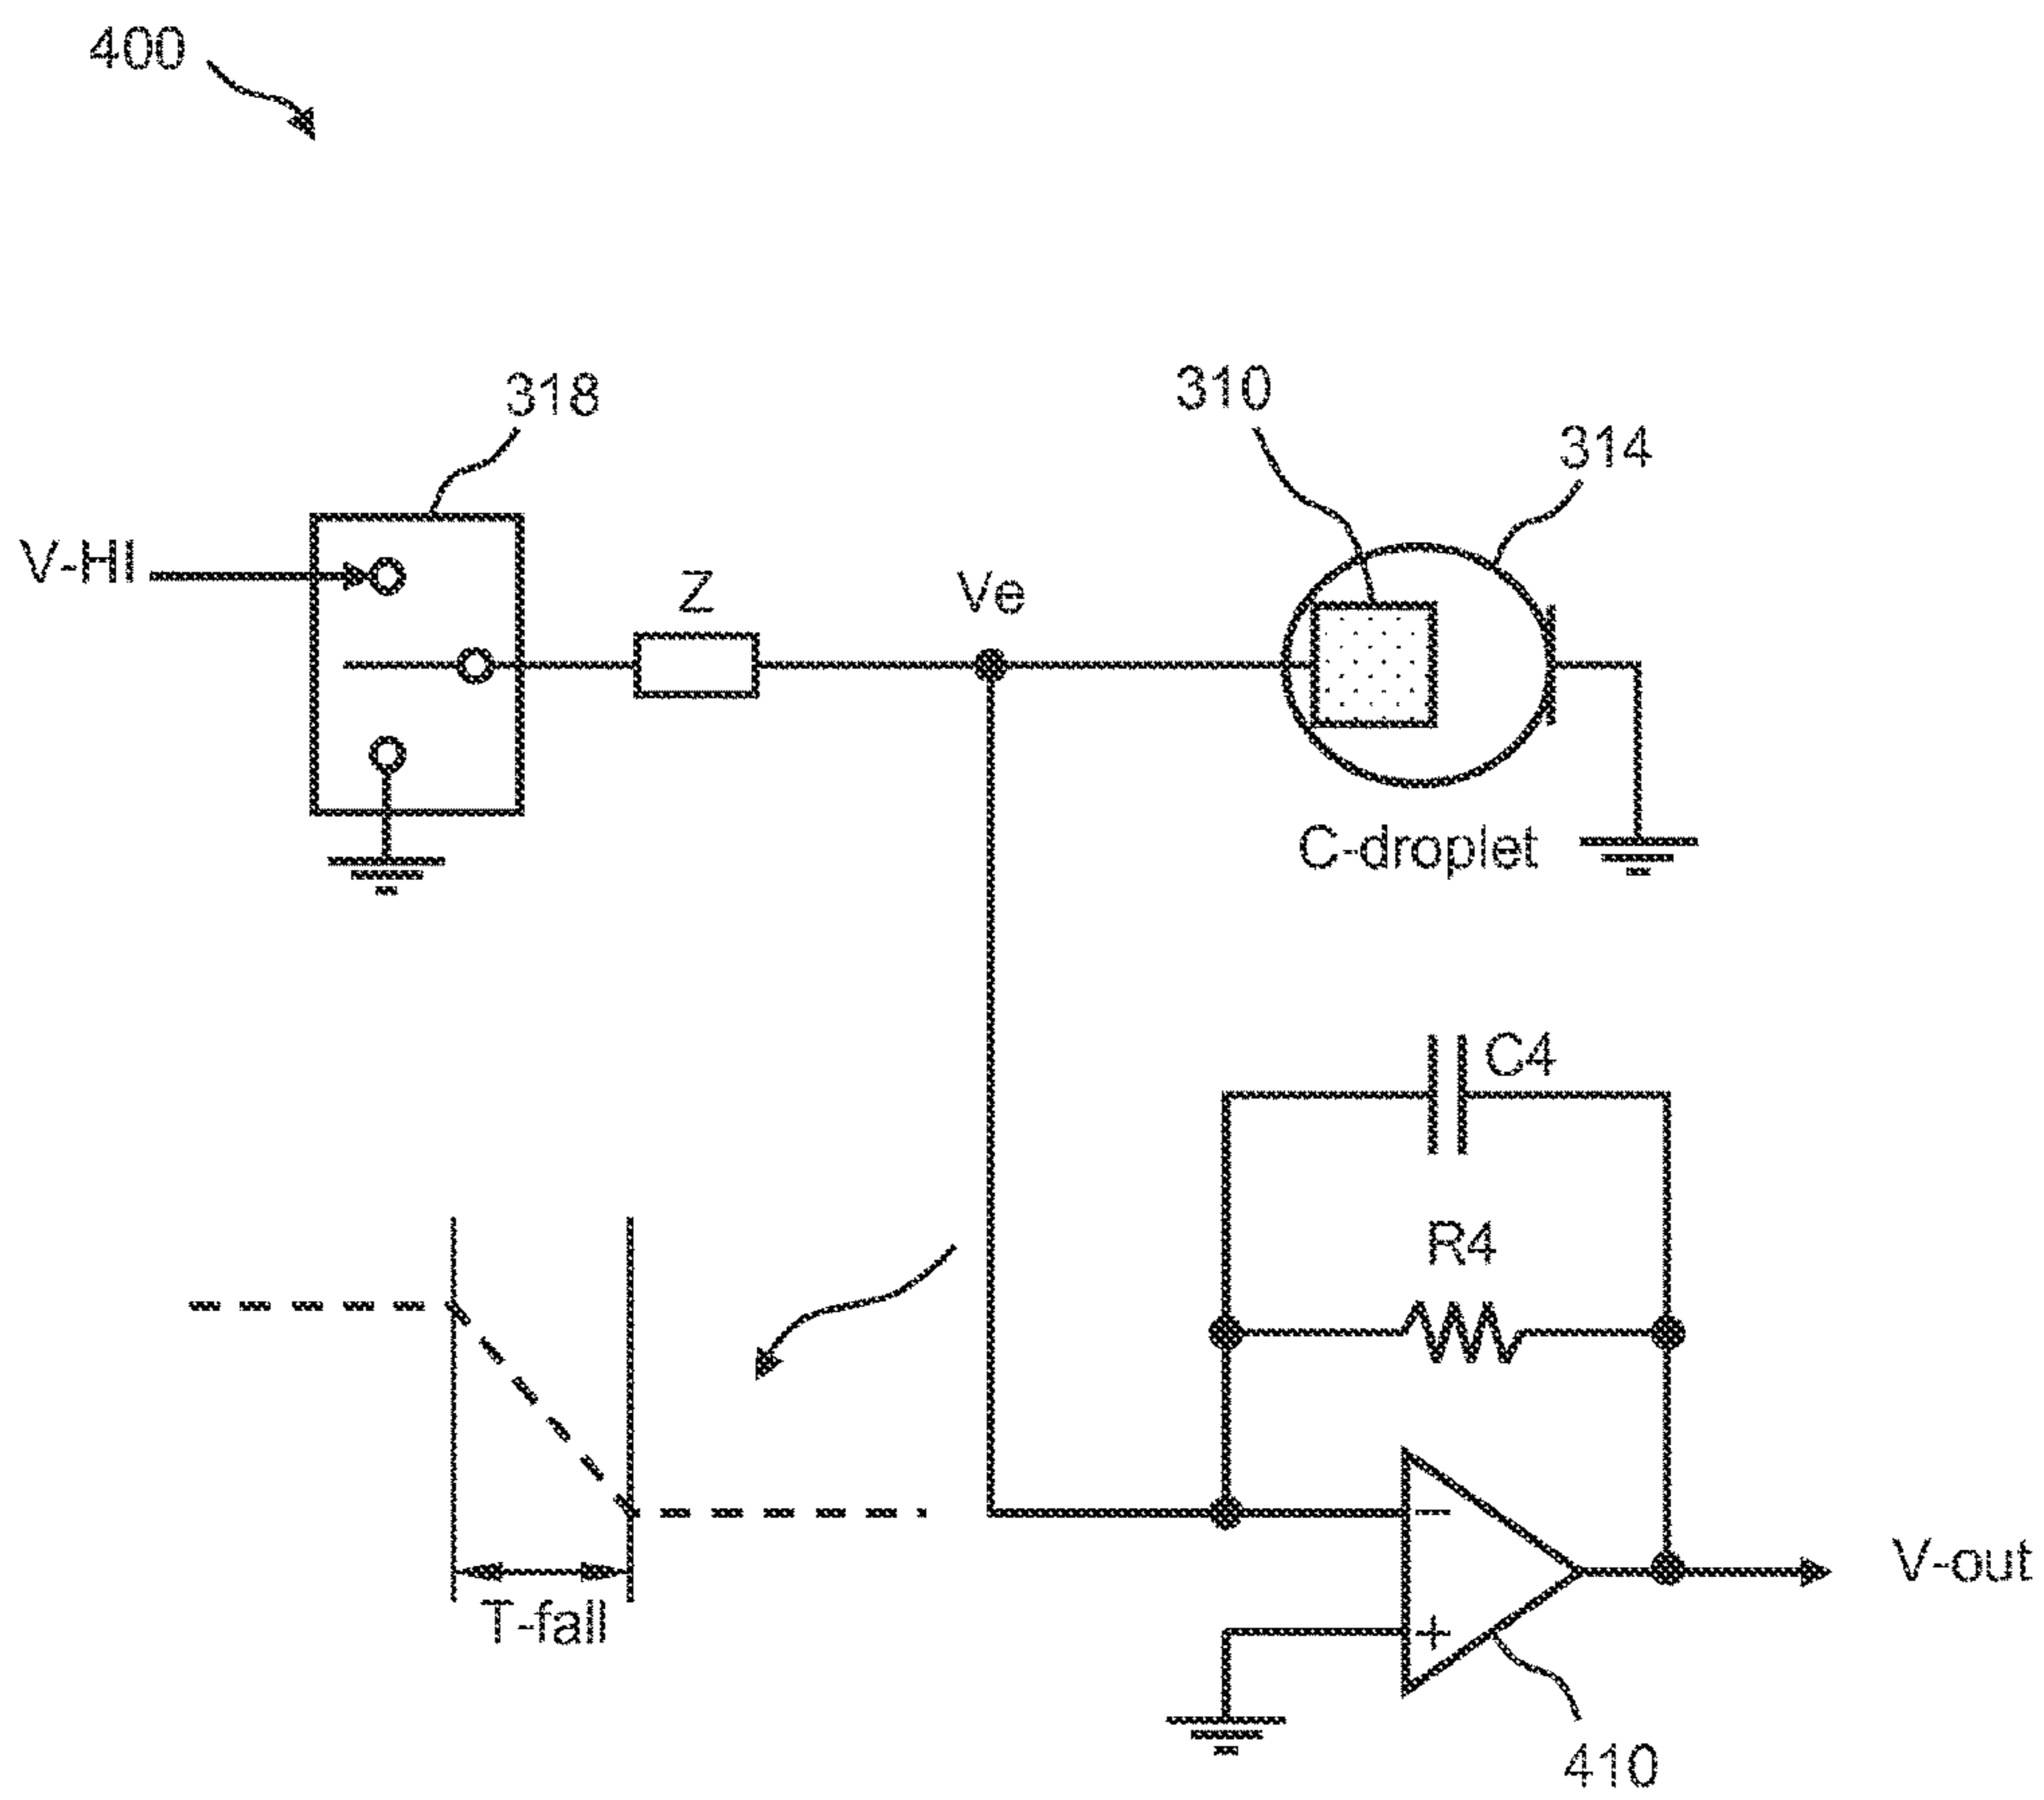 400
318
310
314
V-HI
Z
Ve
C-droplet
C4
R4
T-fall
−
+
V-out
410